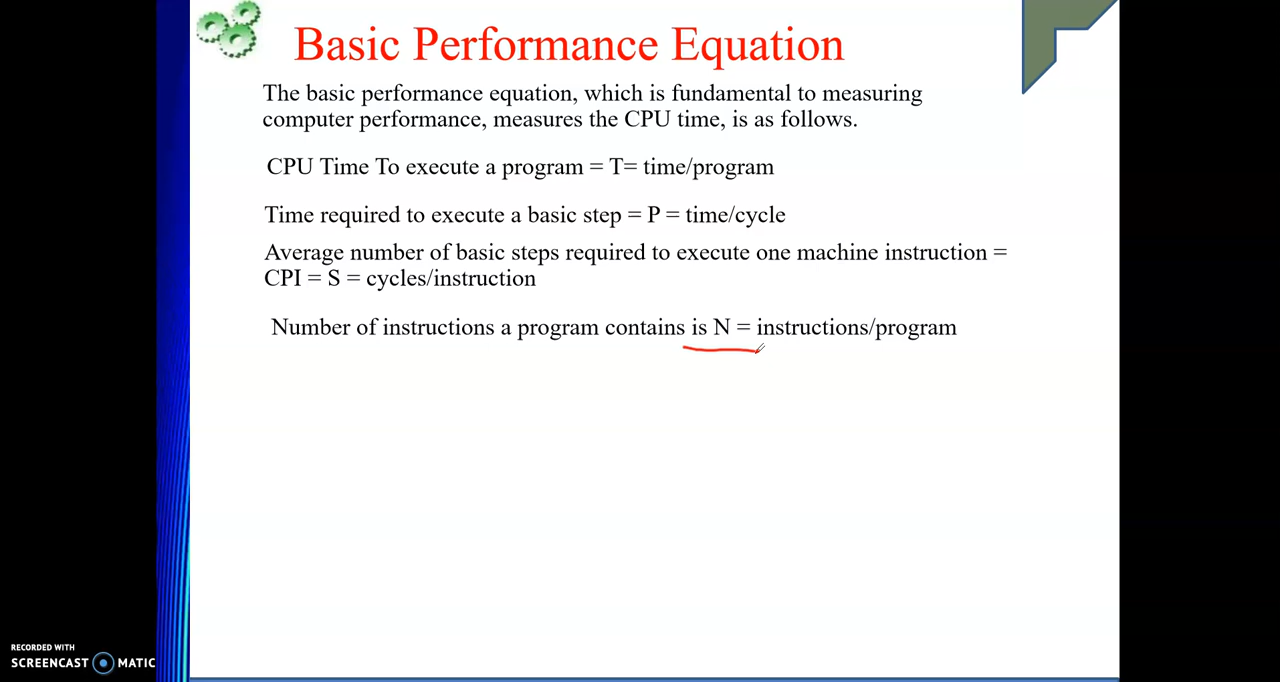 Basic Performance Equation
The basic performance equation, which is fundamental to measuring
computer performance, measures the CPU time, is as follows.
CPU Time To execute a program = T= time/program
Time required to execute a basic step = P = time/cycle
Average number of basic steps required to execute one machine instruction =
CPI = S = cycles/instruction
Number of instructions a program contains is N = instructions/program
RECORDED WITH
SCREENCAST MATIC